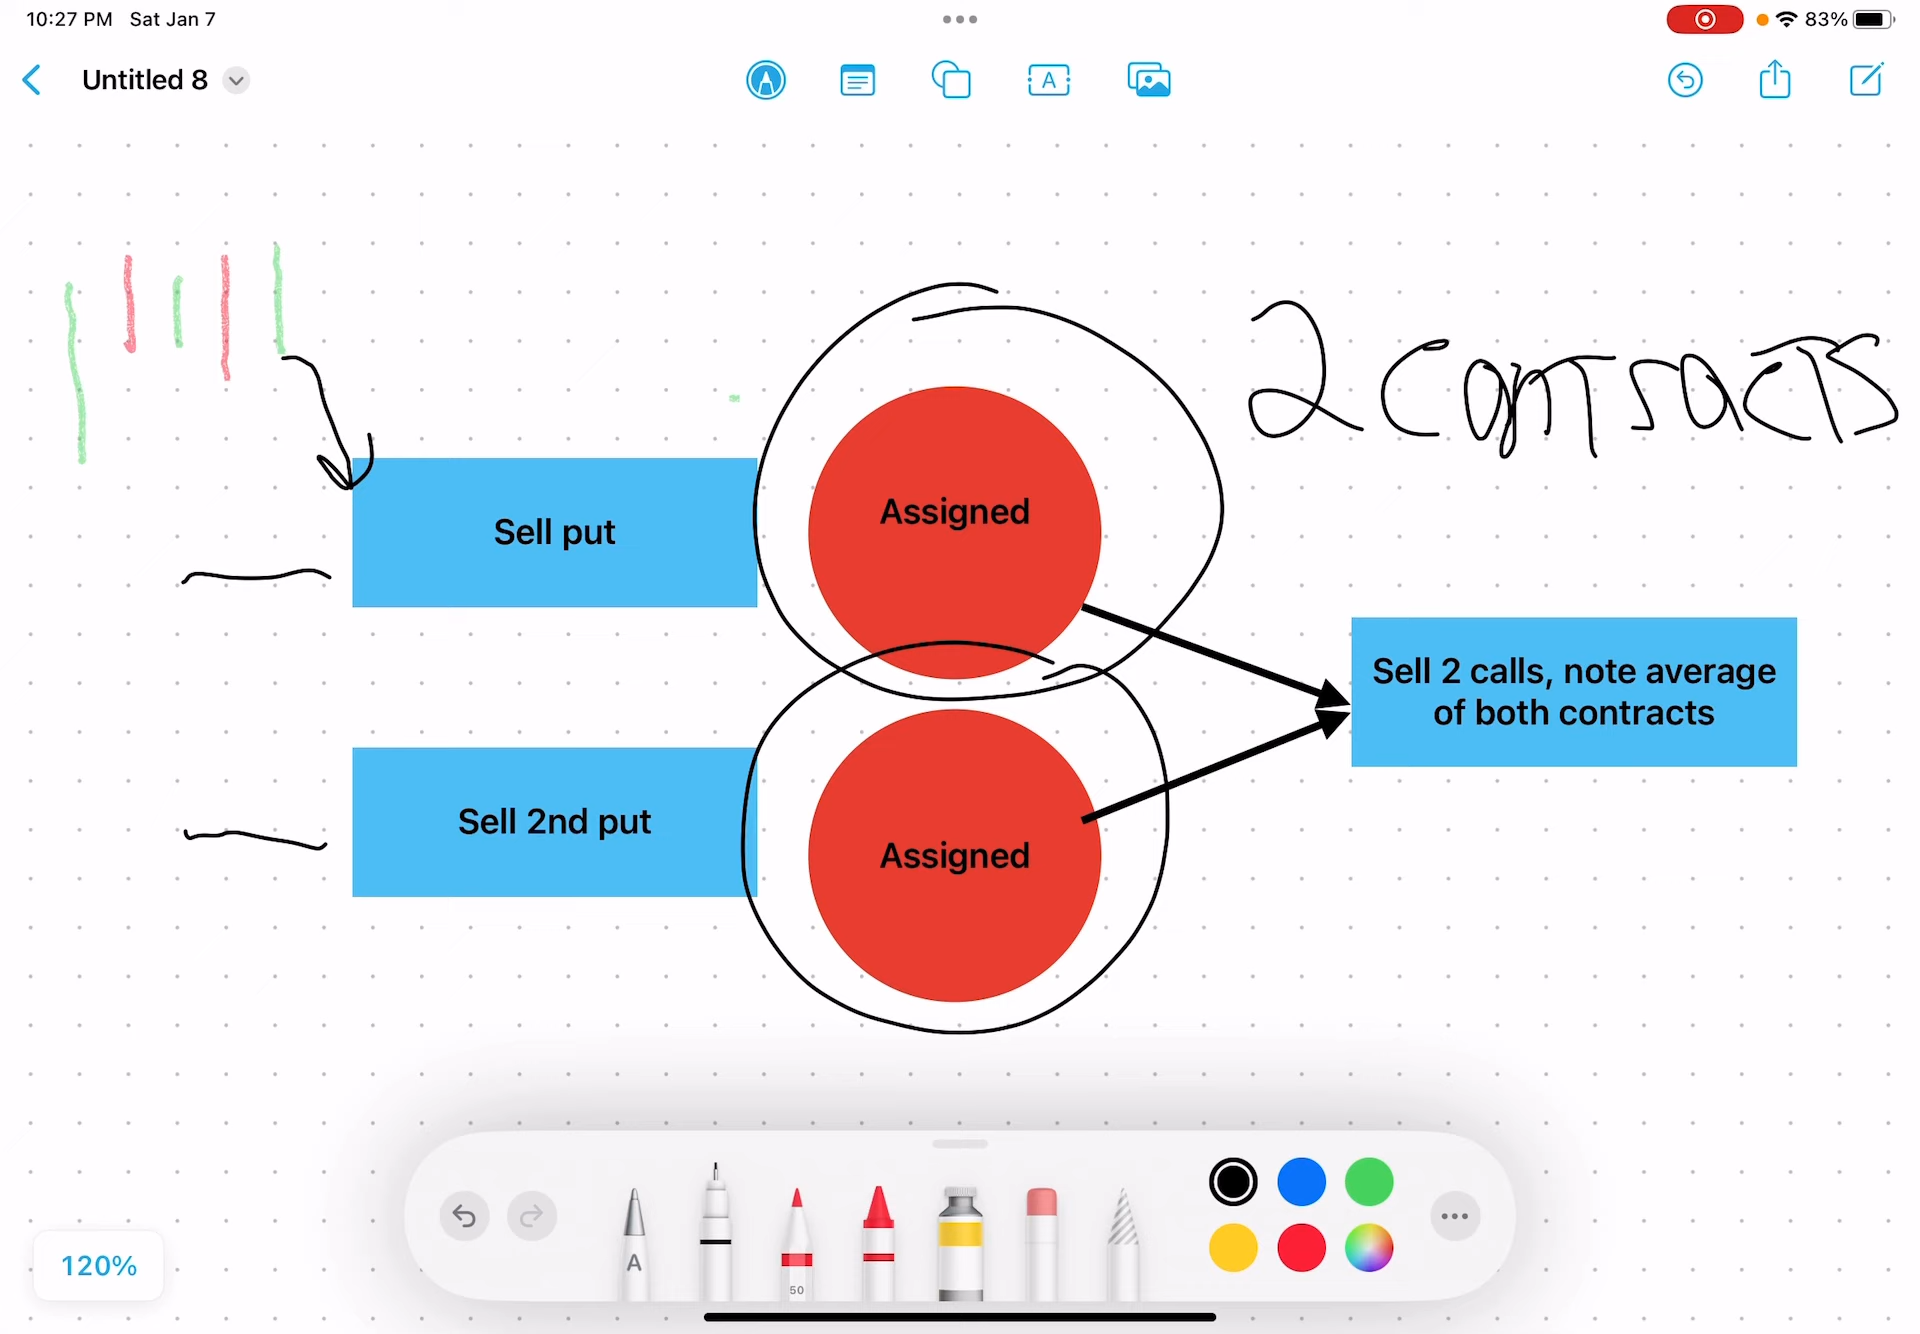 10:27 PM Sat Jan 7
83%
Untitled 8
A
2 contracts
Assigned
Sell put
Sell 2 calls, note average
of both contracts
Sell 2nd put
Assigned
A
50
120%